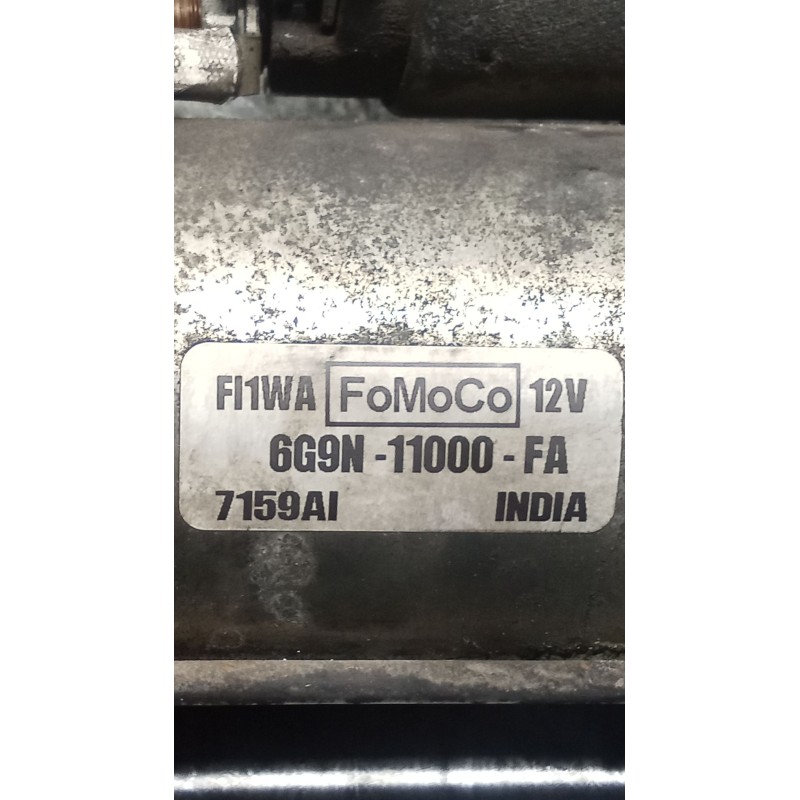 FI1WA FoMoCo 12V
6G9N -11000 - FA
7159AI INDIA